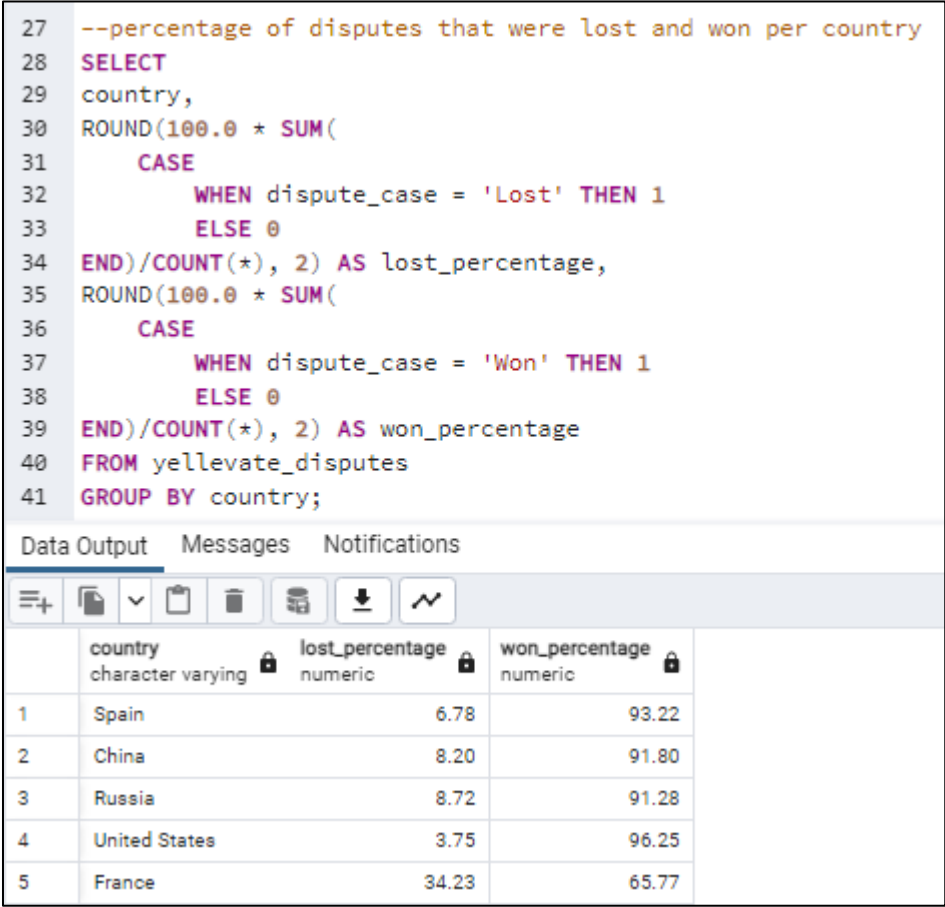 27 --percentage of disputes that were lost and won per country
28 SELECT
29 country,
30 ROUND(100.0 * SUM(
31     CASE
32         WHEN dispute_case = 'Lost' THEN 1
33         ELSE 0
34 END)/COUNT(*), 2) AS lost_percentage,
35 ROUND(100.0 * SUM(
36     CASE
37         WHEN dispute_case = 'Won' THEN 1
38         ELSE 0
39 END)/COUNT(*), 2) AS won_percentage
40 FROM yellevate_disputes
41 GROUP BY country;
Data Output Messages Notifications
country lost_percentage won_percentage
character varying numeric numeric
1 Spain 6.78 93.22
2 China 8.20 91.80
3 Russia 8.72 91.28
4 United States 3.75 96.25
5 France 34.23 65.77